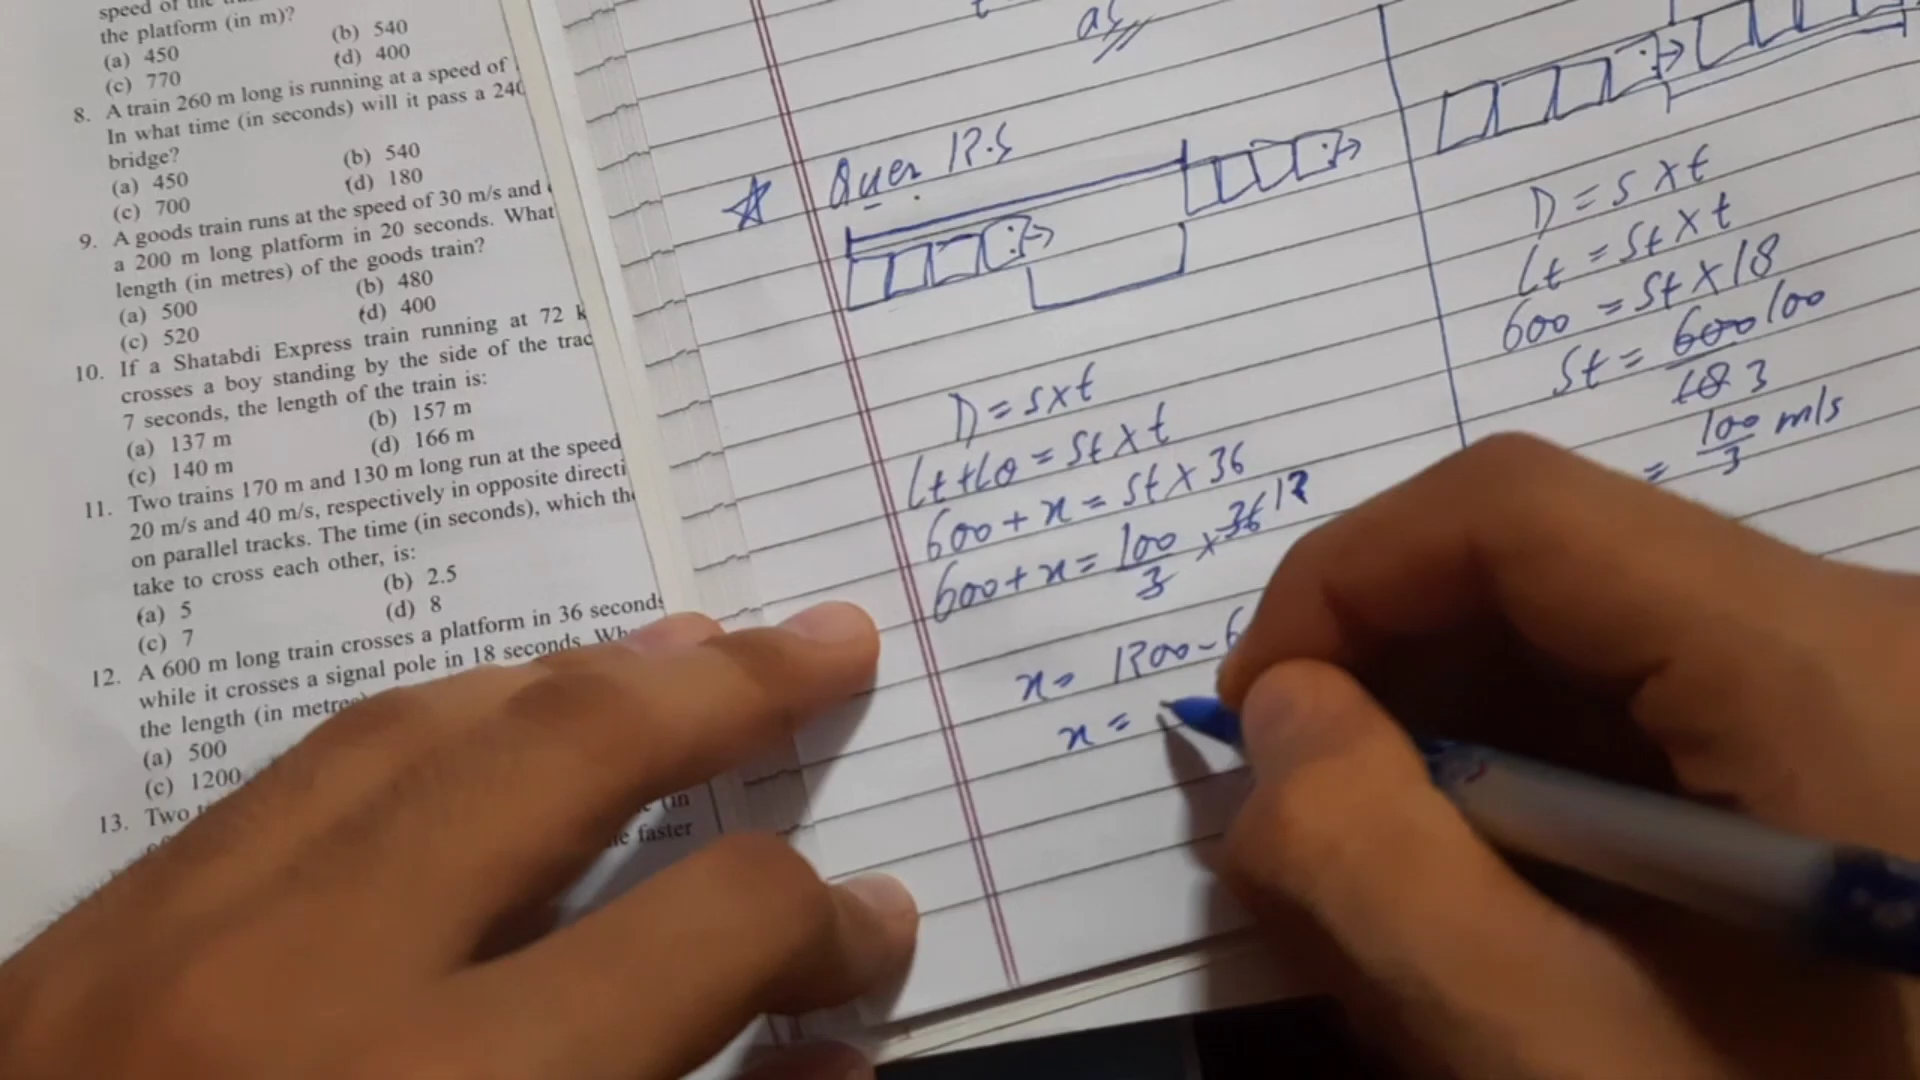 speed of the
the platform (in m)?
(a) 450 (b) 540
(c) 770 (d) 400
8. A train 260 m long is running at a speed of
In what time (in seconds) will it pass a 240
bridge?
(a) 450 (b) 540
(c) 700 (d) 180
9. A goods train runs at the speed of 30 m/s and
a 200 m long platform in 20 seconds. What
length (in metres) of the goods train?
(a) 500 (b) 480
(c) 520 (d) 400
10. If a Shatabdi Express train running at 72 k
crosses a boy standing by the side of the trac
7 seconds, the length of the train is:
(a) 137 m (b) 157 m
(c) 140 m (d) 166 m
11. Two trains 170 m and 130 m long run at the speed
20 m/s and 40 m/s, respectively in opposite directi
on parallel tracks. The time (in seconds), which the
take to cross each other, is:
(a) 5 (b) 2.5
(c) 7 (d) 8
12. A 600 m long train crosses a platform in 36 seconds
while it crosses a signal pole in 18 seconds. Wh
the length (in metres)
(a) 500
(c) 1200
13. Two
(in
faster
Ques 12.
D = s x t
Lt + L = St x t
600 + x = St x 36
600 + x = 100/3 x 36 12
x = 1200 - 6
x =
D = s x t
Lt = St x t
600 = St x 18
St = 600 100
18 3
= 100/3 m/s